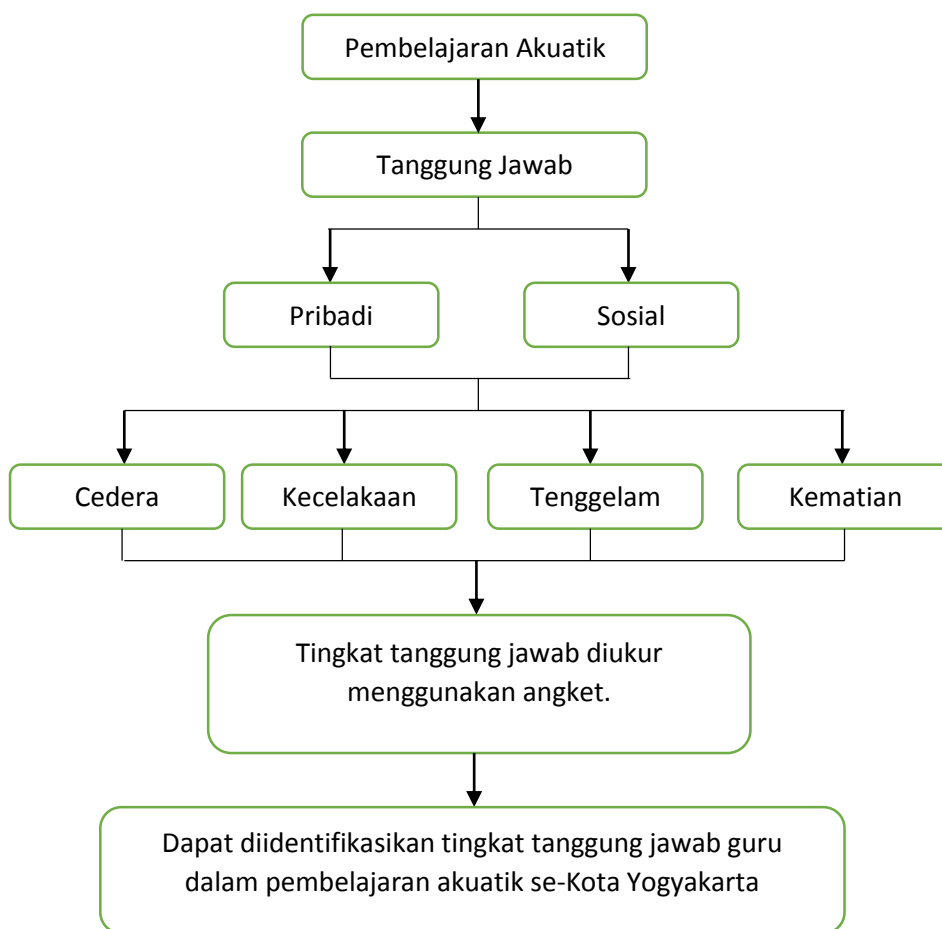 Pembelajaran Akuatik
Tanggung Jawab
Pribadi
Sosial
Cedera
Kecelakaan
Tenggelam
Kematian
Tingkat tanggung jawab diukur
menggunakan angket.
Dapat diidentifikasikan tingkat tanggung jawab guru
dalam pembelajaran akuatik se-Kota Yogyakarta